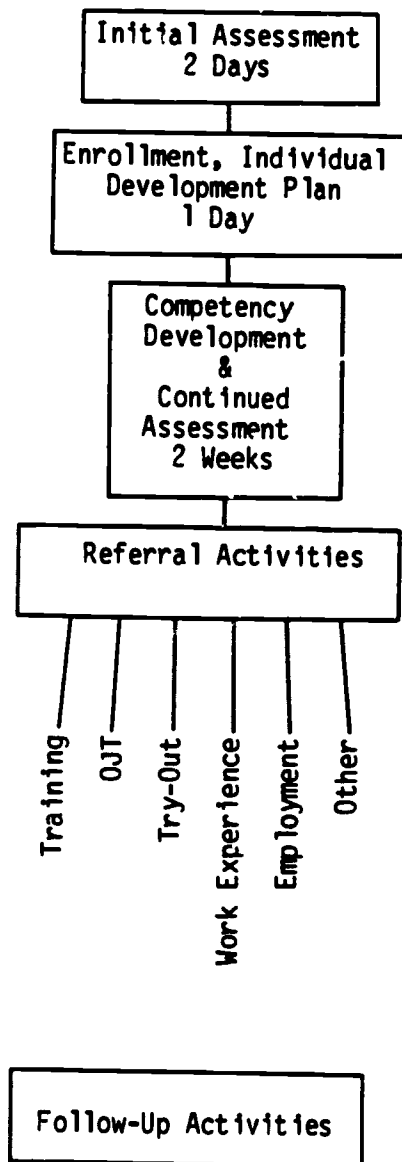 Initial Assessment
2 Days
Enrollment, Individual
Development Plan
1 Day
Competency
Development
&
Continued
Assessment
2 Weeks
Referral Activities
Training
OJT
Try-Out
Work Experience
Employment
Other
Follow-Up Activities